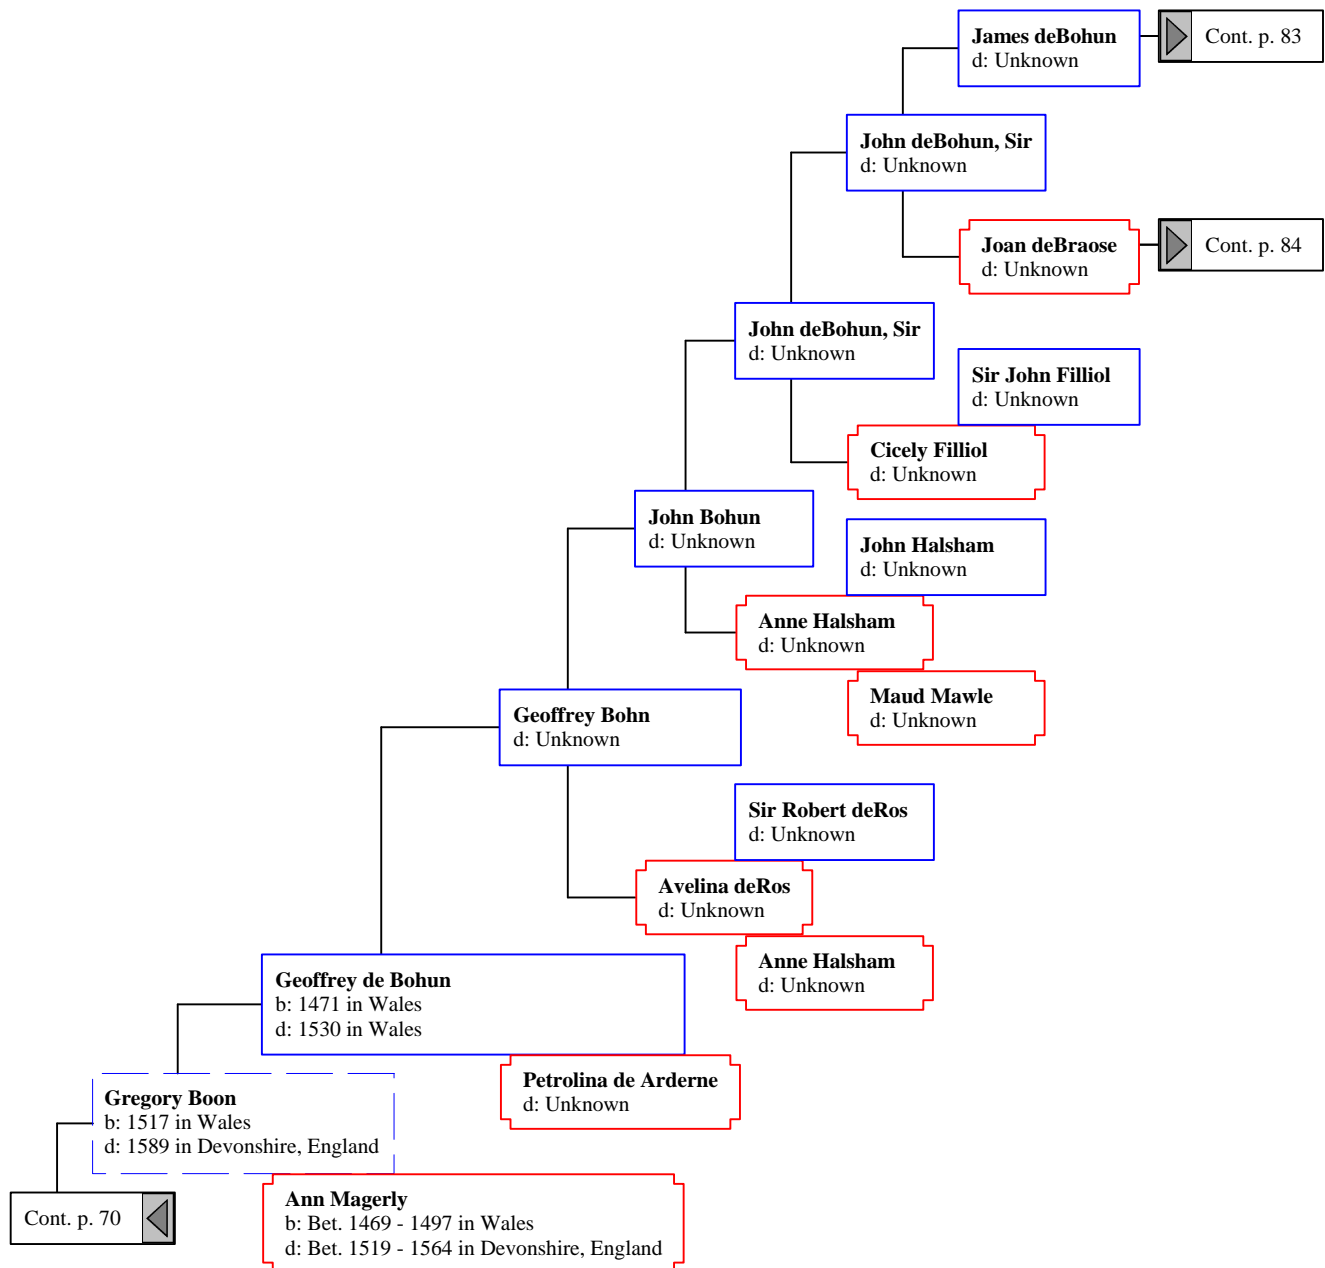 James deBohun
d: Unknown
Cont. p. 83
John deBohun, Sir
d: Unknown
Joan deBraose
d: Unknown
Cont. p. 84
John deBohun, Sir
d: Unknown
Sir John Filliol
d: Unknown
Cicely Filliol
d: Unknown
John Bohun
d: Unknown
John Halsham
d: Unknown
Anne Halsham
d: Unknown
Maud Mawle
d: Unknown
Geoffrey Bohn
d: Unknown
Sir Robert deRos
d: Unknown
Avelina deRos
d: Unknown
Anne Halsham
d: Unknown
Geoffrey de Bohun
b: 1471 in Wales
d: 1530 in Wales
Petrolina de Arderne
d: Unknown
Gregory Boon
b: 1517 in Wales
d: 1589 in Devonshire, England
Cont. p. 70
Ann Magerly
b: Bet. 1469 - 1497 in Wales
d: Bet. 1519 - 1564 in Devonshire, England